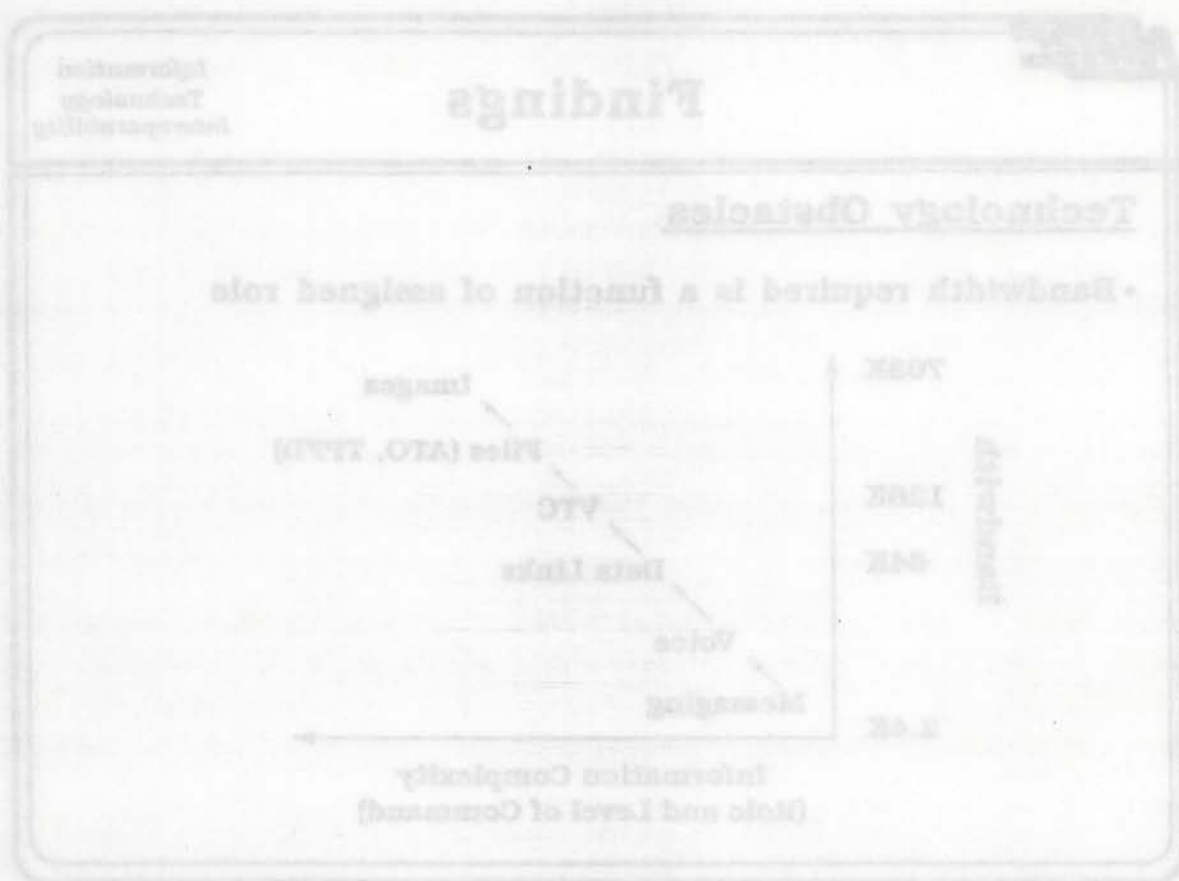 Findings
Information
Technology
Interoperability
Technology Obstacles
• Bandwidth required is a function of assigned role
768K
128K
64K
2.4K
Bandwidth
Images
Files (ATO, TPFD)
VTC
Data Links
Voice
Messaging
Information Complexity
(Role and Level of Command)